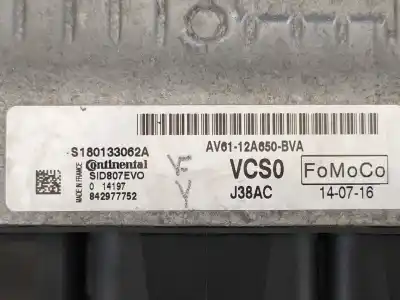 S180133062A
Continental
SID807EVO
0 14197
842977752
MADE IN FRANCE
AV61-12A650-BVA
VCS0
FoMoCo
J38AC
14-07-16